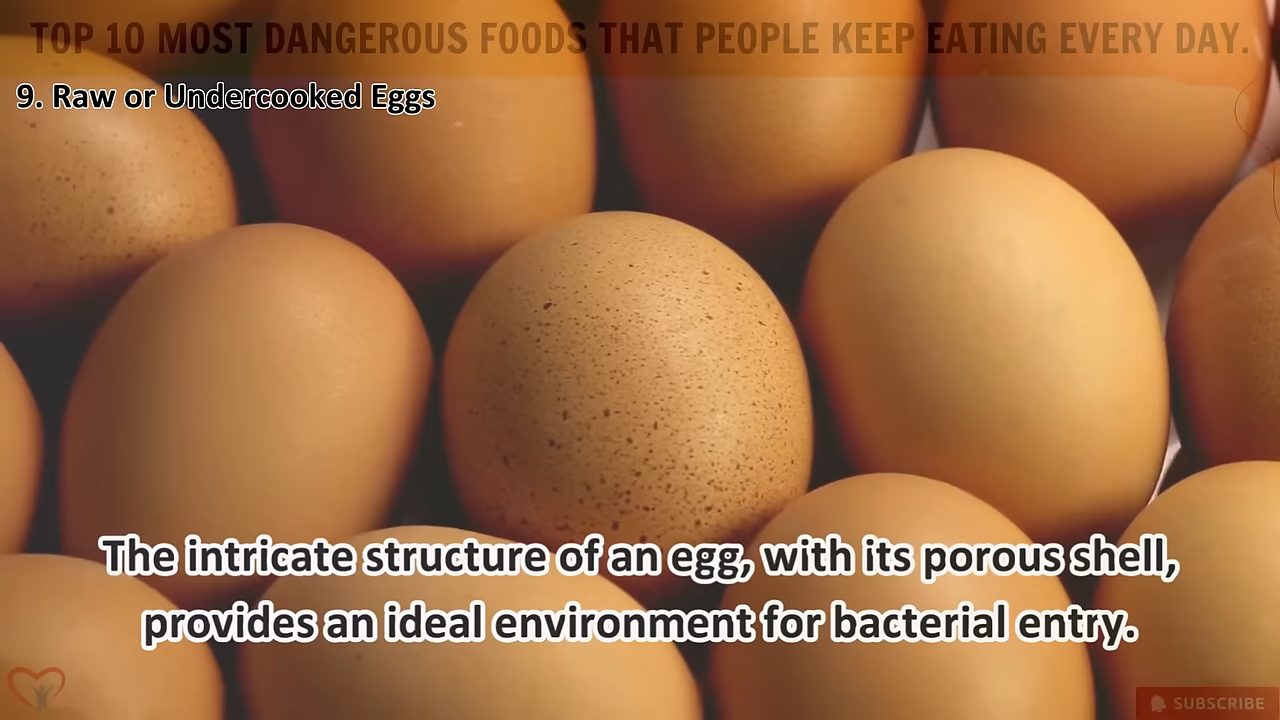 TOP 10 MOST DANGEROUS FOODS THAT PEOPLE KEEP EATING EVERY DAY.
9. Raw or Undercooked Eggs
The intricate structure of an egg, with its porous shell,
provides an ideal environment for bacterial entry.
SUBSCRIBE